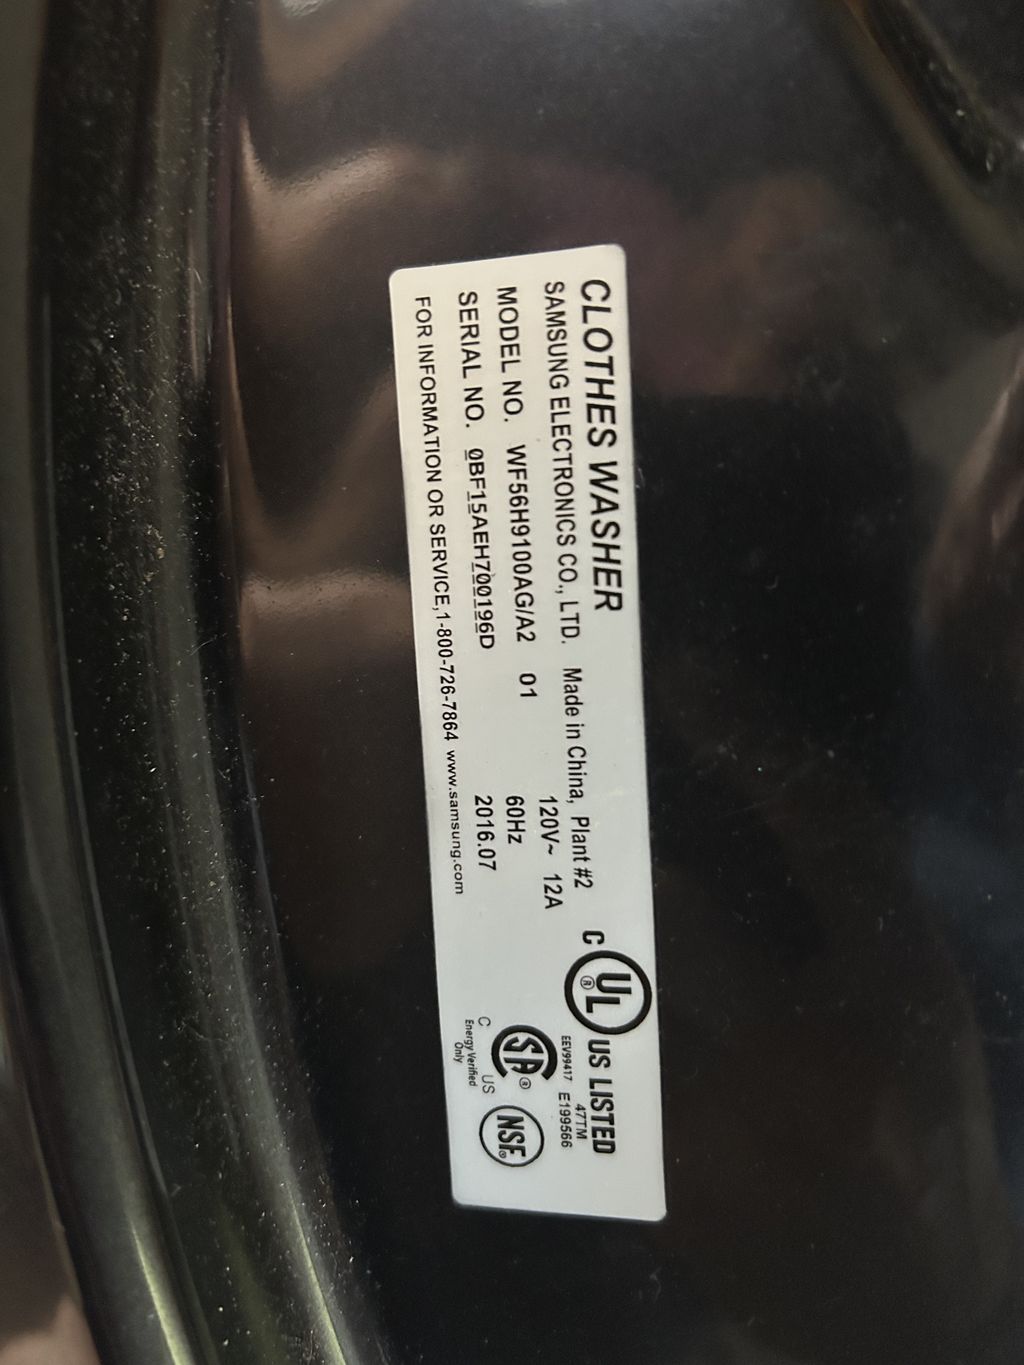 CLOTHES WASHER
SAMSUNG ELECTRONICS CO., LTD. Made in China, Plant #2
MODEL NO. WF56H9100AG/A2 01 120V~ 12A
SERIAL NO. 0BF15AEH700196D 60Hz
2016.07
FOR INFORMATION OR SERVICE,1-800-726-7864 www.samsung.com
C UL® US LISTED
47TM
EEV99417 E199566
SA®
C US
Energy Verified
Only
NSF®